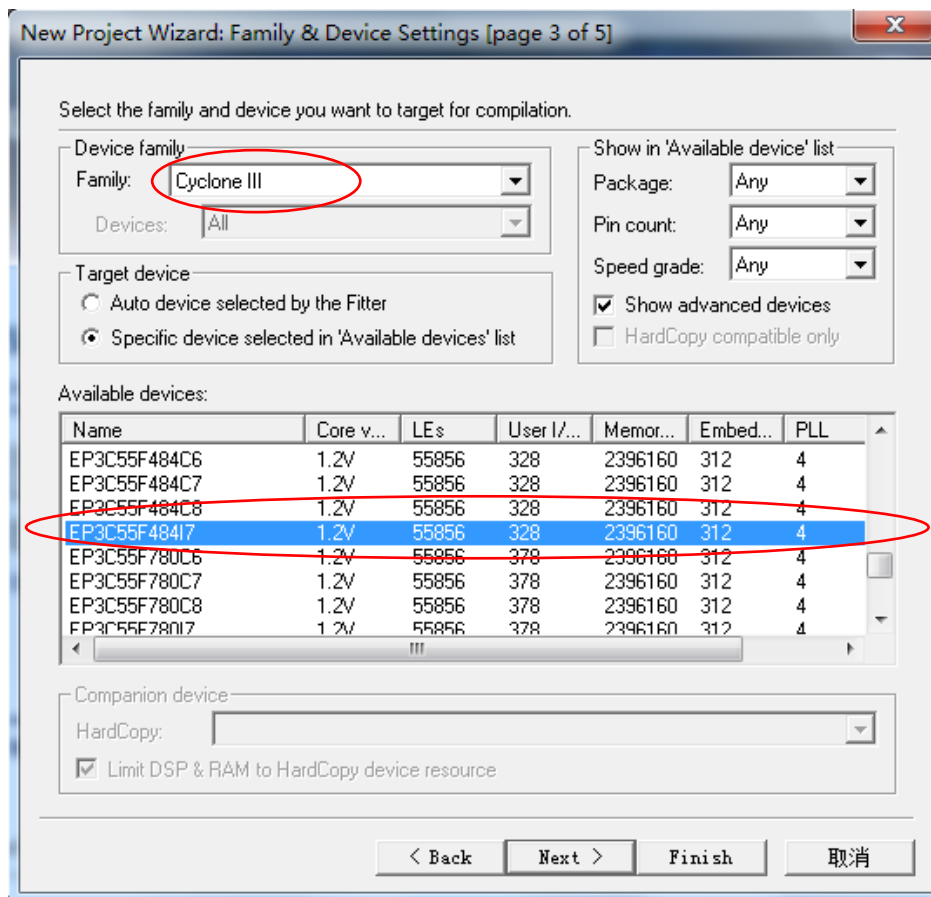 New Project Wizard: Family & Device Settings [page 3 of 5]
Select the family and device you want to target for compilation.
Device family
Family: Cyclone III
Devices: All
Show in 'Available device' list
Package: Any
Pin count: Any
Speed grade: Any
Show advanced devices
HardCopy compatible only
Target device
Auto device selected by the Fitter
Specific device selected in 'Available devices' list
Available devices:
Name Core v... LEs User I/... Memor... Embed... PLL
EP3C55F484C6 1.2V 55856 328 2396160 312 4
EP3C55F484C7 1.2V 55856 328 2396160 312 4
EP3C55F484C8 1.2V 55856 328 2396160 312 4
EP3C55F484I7 1.2V 55856 328 2396160 312 4
EP3C55F780C6 1.2V 55856 378 2396160 312 4
EP3C55F780C7 1.2V 55856 378 2396160 312 4
EP3C55F780C8 1.2V 55856 378 2396160 312 4
EP3C55F780I7 1.2V 55856 378 2396160 312 4
Companion device
HardCopy:
Limit DSP & RAM to HardCopy device resource
< Back Next > Finish 取消